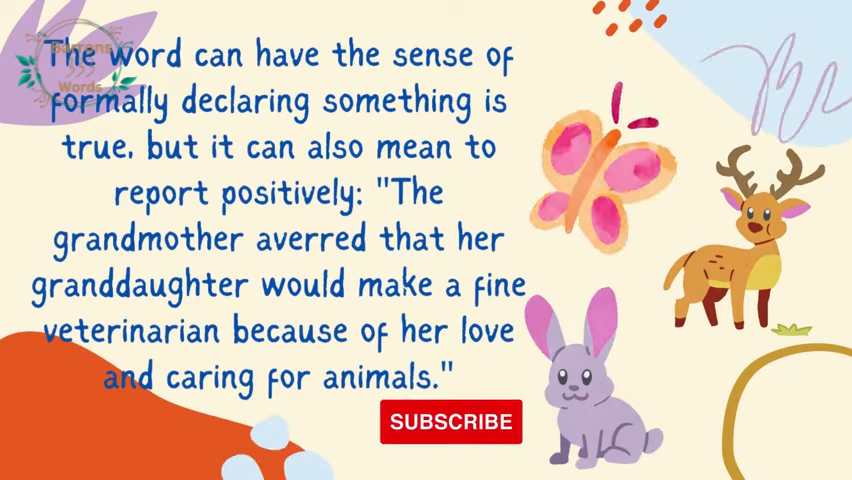 Barrons
Words
The word can have the sense of
formally declaring something is
true, but it can also mean to
report positively: "The
grandmother averred that her
granddaughter would make a fine
veterinarian because of her love
and caring for animals."
SUBSCRIBE